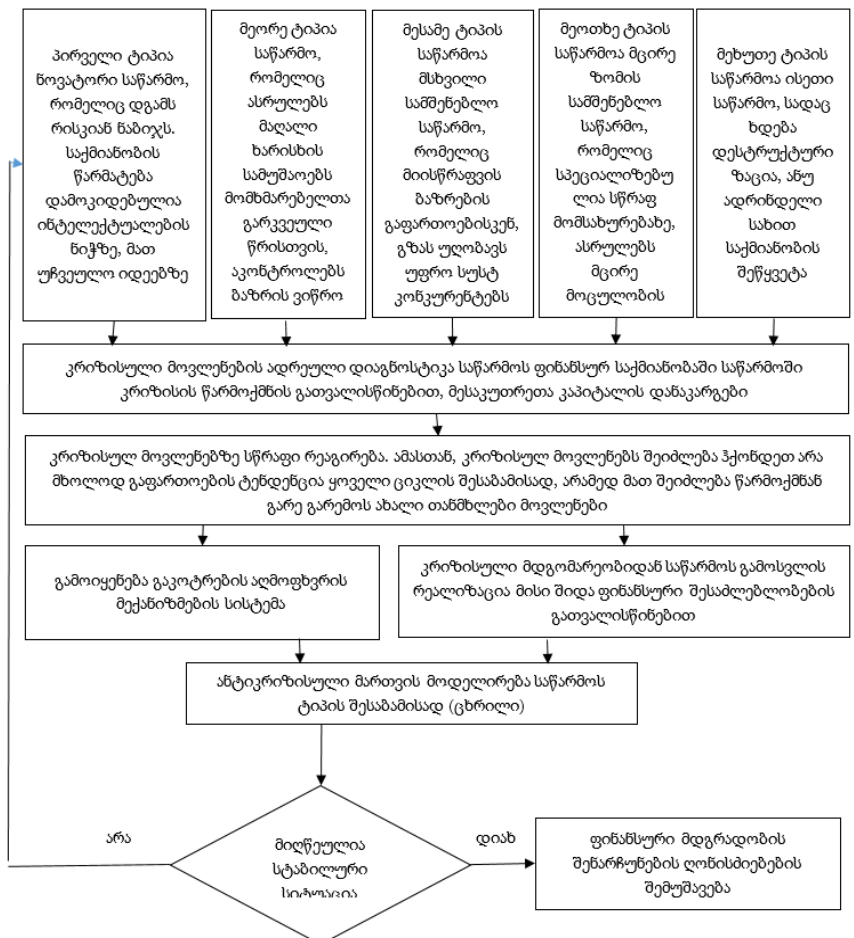 პირველი ტიპია
ნოვატორი საწარმო,
რომელიც დგამს
რისკიან ნაბიჯს.
საქმიანობის
წარმატება
დამოკიდებულია
ინტელექტუალების
ნიჭზე, მათ
უჩვეულო იდეებზე
მეორე ტიპია
საწარმო,
რომელიც
ასრულებს
მაღალი
ხარისხის
სამუშაოებს
მომხმარებელთა
გარკვეული
წრისთვის,
აკონტროლებს
ბაზრის ვიწრო
მესამე ტიპის
საწარმოა
მსხვილი
სამშენებლო
საწარმო,
რომელიც
მიისწრაფვის
ბაზრების
გაფართოებისკენ,
გზას უღობავს
უფრო სუსტ
კონკურენტებს
მეოთხე ტიპის
საწარმოა მცირე
ზომის
სამშენებლო
საწარმო,
რომელიც
სპეციალიზებუ
ლია სწრაფ
მომსახურებახე,
ასრულებს
მცირე
მოცულობის
მეხუთე ტიპის
საწარმოა ისეთი
საწარმო, სადაც
ხდება
დესტრუქტური
ზაცია, ანუ
ადრინდელი
სახით
საქმიანობის
შეწყვეტა
კრიზისული მოვლენების ადრეული დიაგნოსტიკა საწარმოს ფინანსურ საქმიანობაში საწარმოში
კრიზისის წარმოქმნის გათვალისწინებით, მესაკუთრეთა კაპიტალის დანაკარგები
კრიზისულ მოვლენებზე სწრაფი რეაგირება. ამასთან, კრიზისულ მოვლენებს შეიძლება ჰქონდეთ არა
მხოლოდ გაფართოების ტენდენცია ყოველი ციკლის შესაბამისად, არამედ მათ შეიძლება წარმოქმნან
გარე გარემოს ახალი თანმხლები მოვლენები
გამოიყენება გაკოტრების აღმოფხვრის
მექანიზმების სისტემა
კრიზისული მდგომარეობიდან საწარმოს გამოსვლის
რეალიზაცია მისი შიდა ფინანსური შესაძლებლობების
გათვალისწინებით
ანტიკრიზისული მართვის მოდელირება საწარმოს
ტიპის შესაბამისად (ცხრილი)
არა
მიღწეულია
სტაბილური
სიტუაცია
დიახ
ფინანსური მდგრადობის
შენარჩუნების ღონისძიებების
შემუშავება